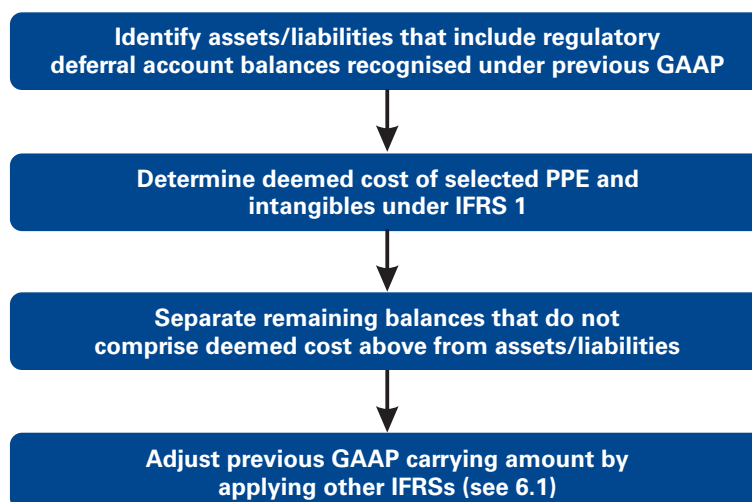 Identify assets/liabilities that include regulatory
deferral account balances recognised under previous GAAP
Determine deemed cost of selected PPE and
intangibles under IFRS 1
Separate remaining balances that do not
comprise deemed cost above from assets/liabilities
Adjust previous GAAP carrying amount by
applying other IFRSs (see 6.1)